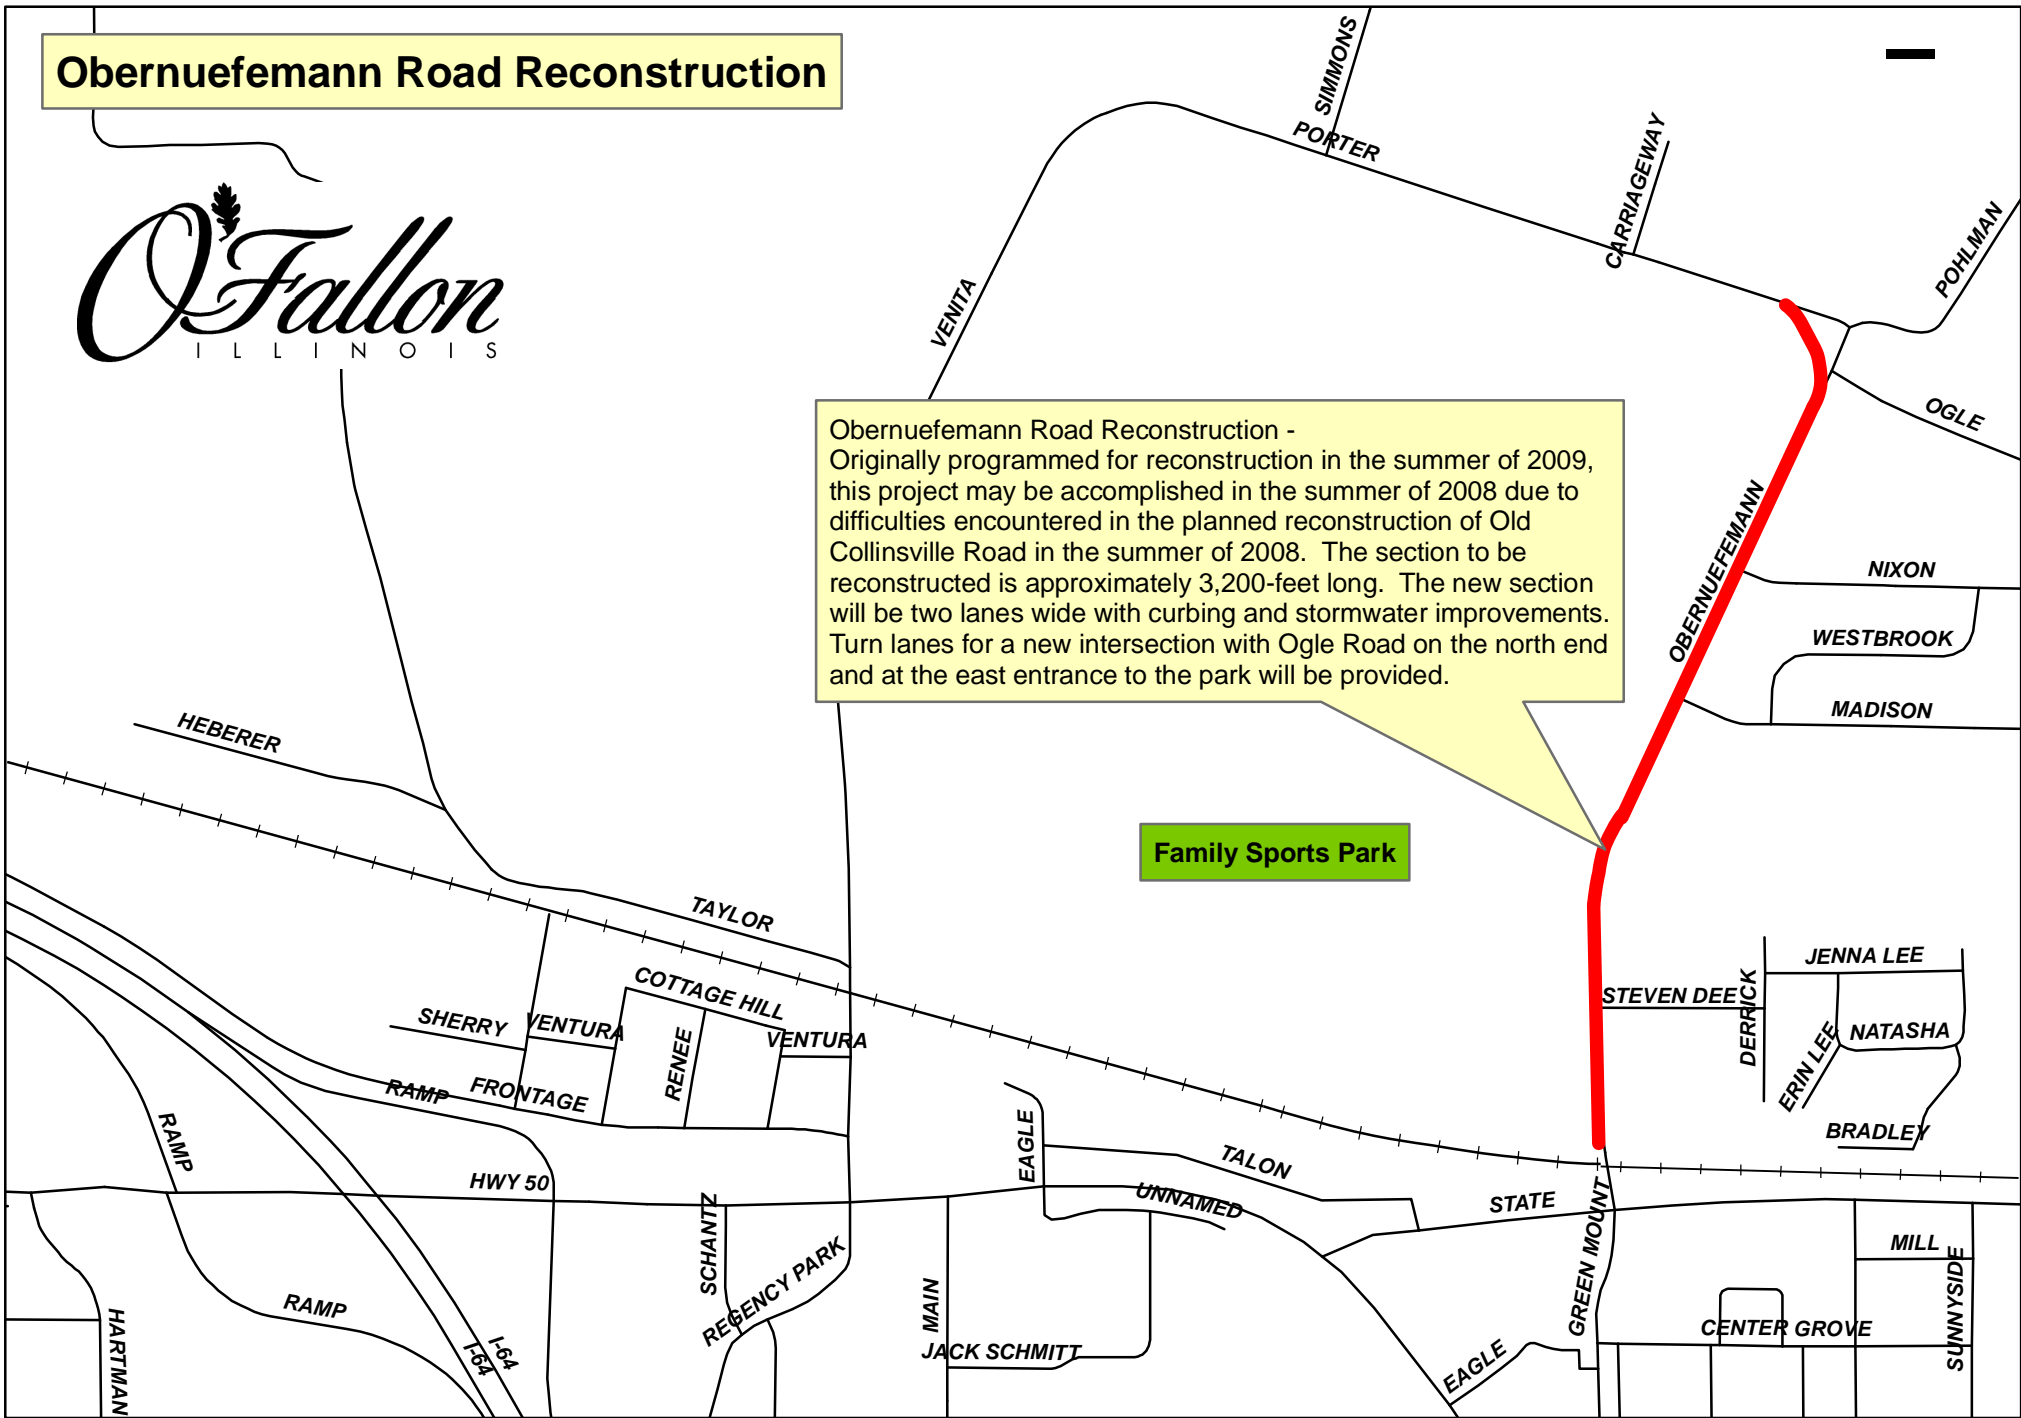 Obernuefemann Road Reconstruction
O'Fallon
ILLINOIS
SIMMONS
PORTER
CARRIAGEWAY
POHLMAN
VENITA
OGLE
Obernuefemann Road Reconstruction -
Originally programmed for reconstruction in the summer of 2009,
this project may be accomplished in the summer of 2008 due to
difficulties encountered in the planned reconstruction of Old
Collinsville Road in the summer of 2008. The section to be
reconstructed is approximately 3,200-feet long. The new section
will be two lanes wide with curbing and stormwater improvements.
Turn lanes for a new intersection with Ogle Road on the north end
and at the east entrance to the park will be provided.
OBERNUEFEMANN
NIXON
WESTBROOK
MADISON
HEBERER
Family Sports Park
TAYLOR
COTTAGE HILL
SHERRY
VENTURA
RENEE
VENTURA
RAMP
FRONTAGE
RAMP
JENNA LEE
STEVEN DEE
DERRICK
NATASHA
ERIN LEE
BRADLEY
EAGLE
TALON
HWY 50
UNNAMED
STATE
SCHANTZ
REGENCY PARK
GREEN MOUNT
MILL
SUNNYSIDE
RAMP
HARTMAN
I-64
I-64
MAIN
JACK SCHMITT
CENTER GROVE
EAGLE